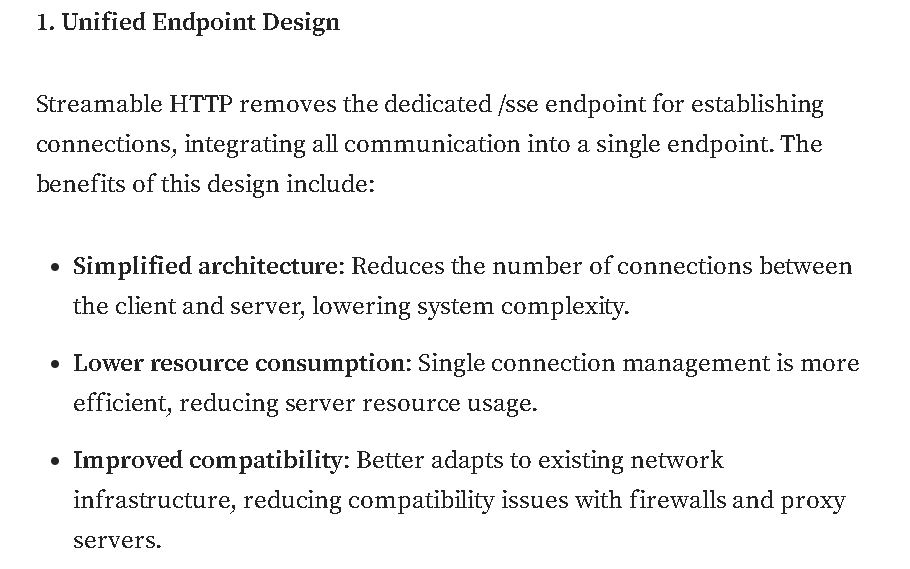 1. Unified Endpoint Design
Streamable HTTP removes the dedicated /sse endpoint for establishing
connections, integrating all communication into a single endpoint. The
benefits of this design include:
• Simplified architecture: Reduces the number of connections between
the client and server, lowering system complexity.
• Lower resource consumption: Single connection management is more
efficient, reducing server resource usage.
• Improved compatibility: Better adapts to existing network
infrastructure, reducing compatibility issues with firewalls and proxy
servers.